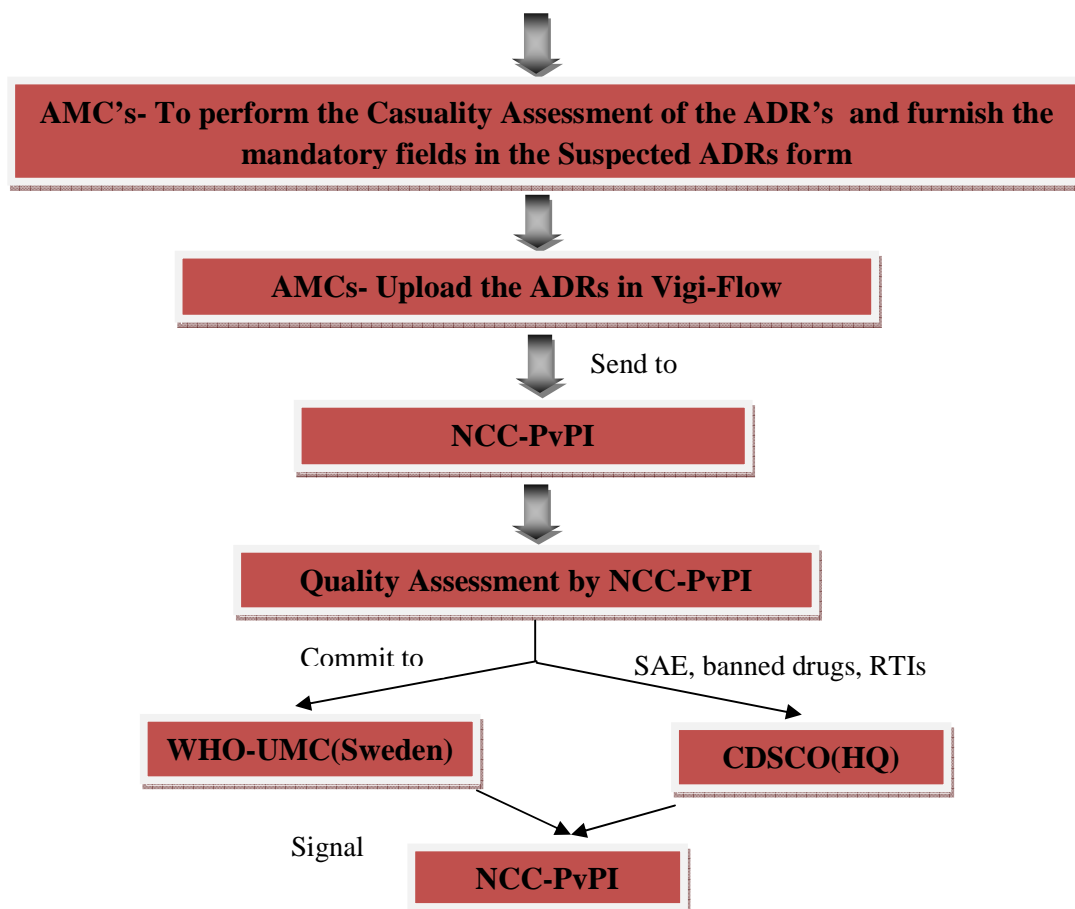 AMC's- To perform the Casuality Assessment of the ADR's and furnish the
mandatory fields in the Suspected ADRs form
AMCs- Upload the ADRs in Vigi-Flow
Send to
NCC-PvPI
Quality Assessment by NCC-PvPI
Commit to
SAE, banned drugs, RTIs
WHO-UMC(Sweden)
CDSCO(HQ)
Signal
NCC-PvPI